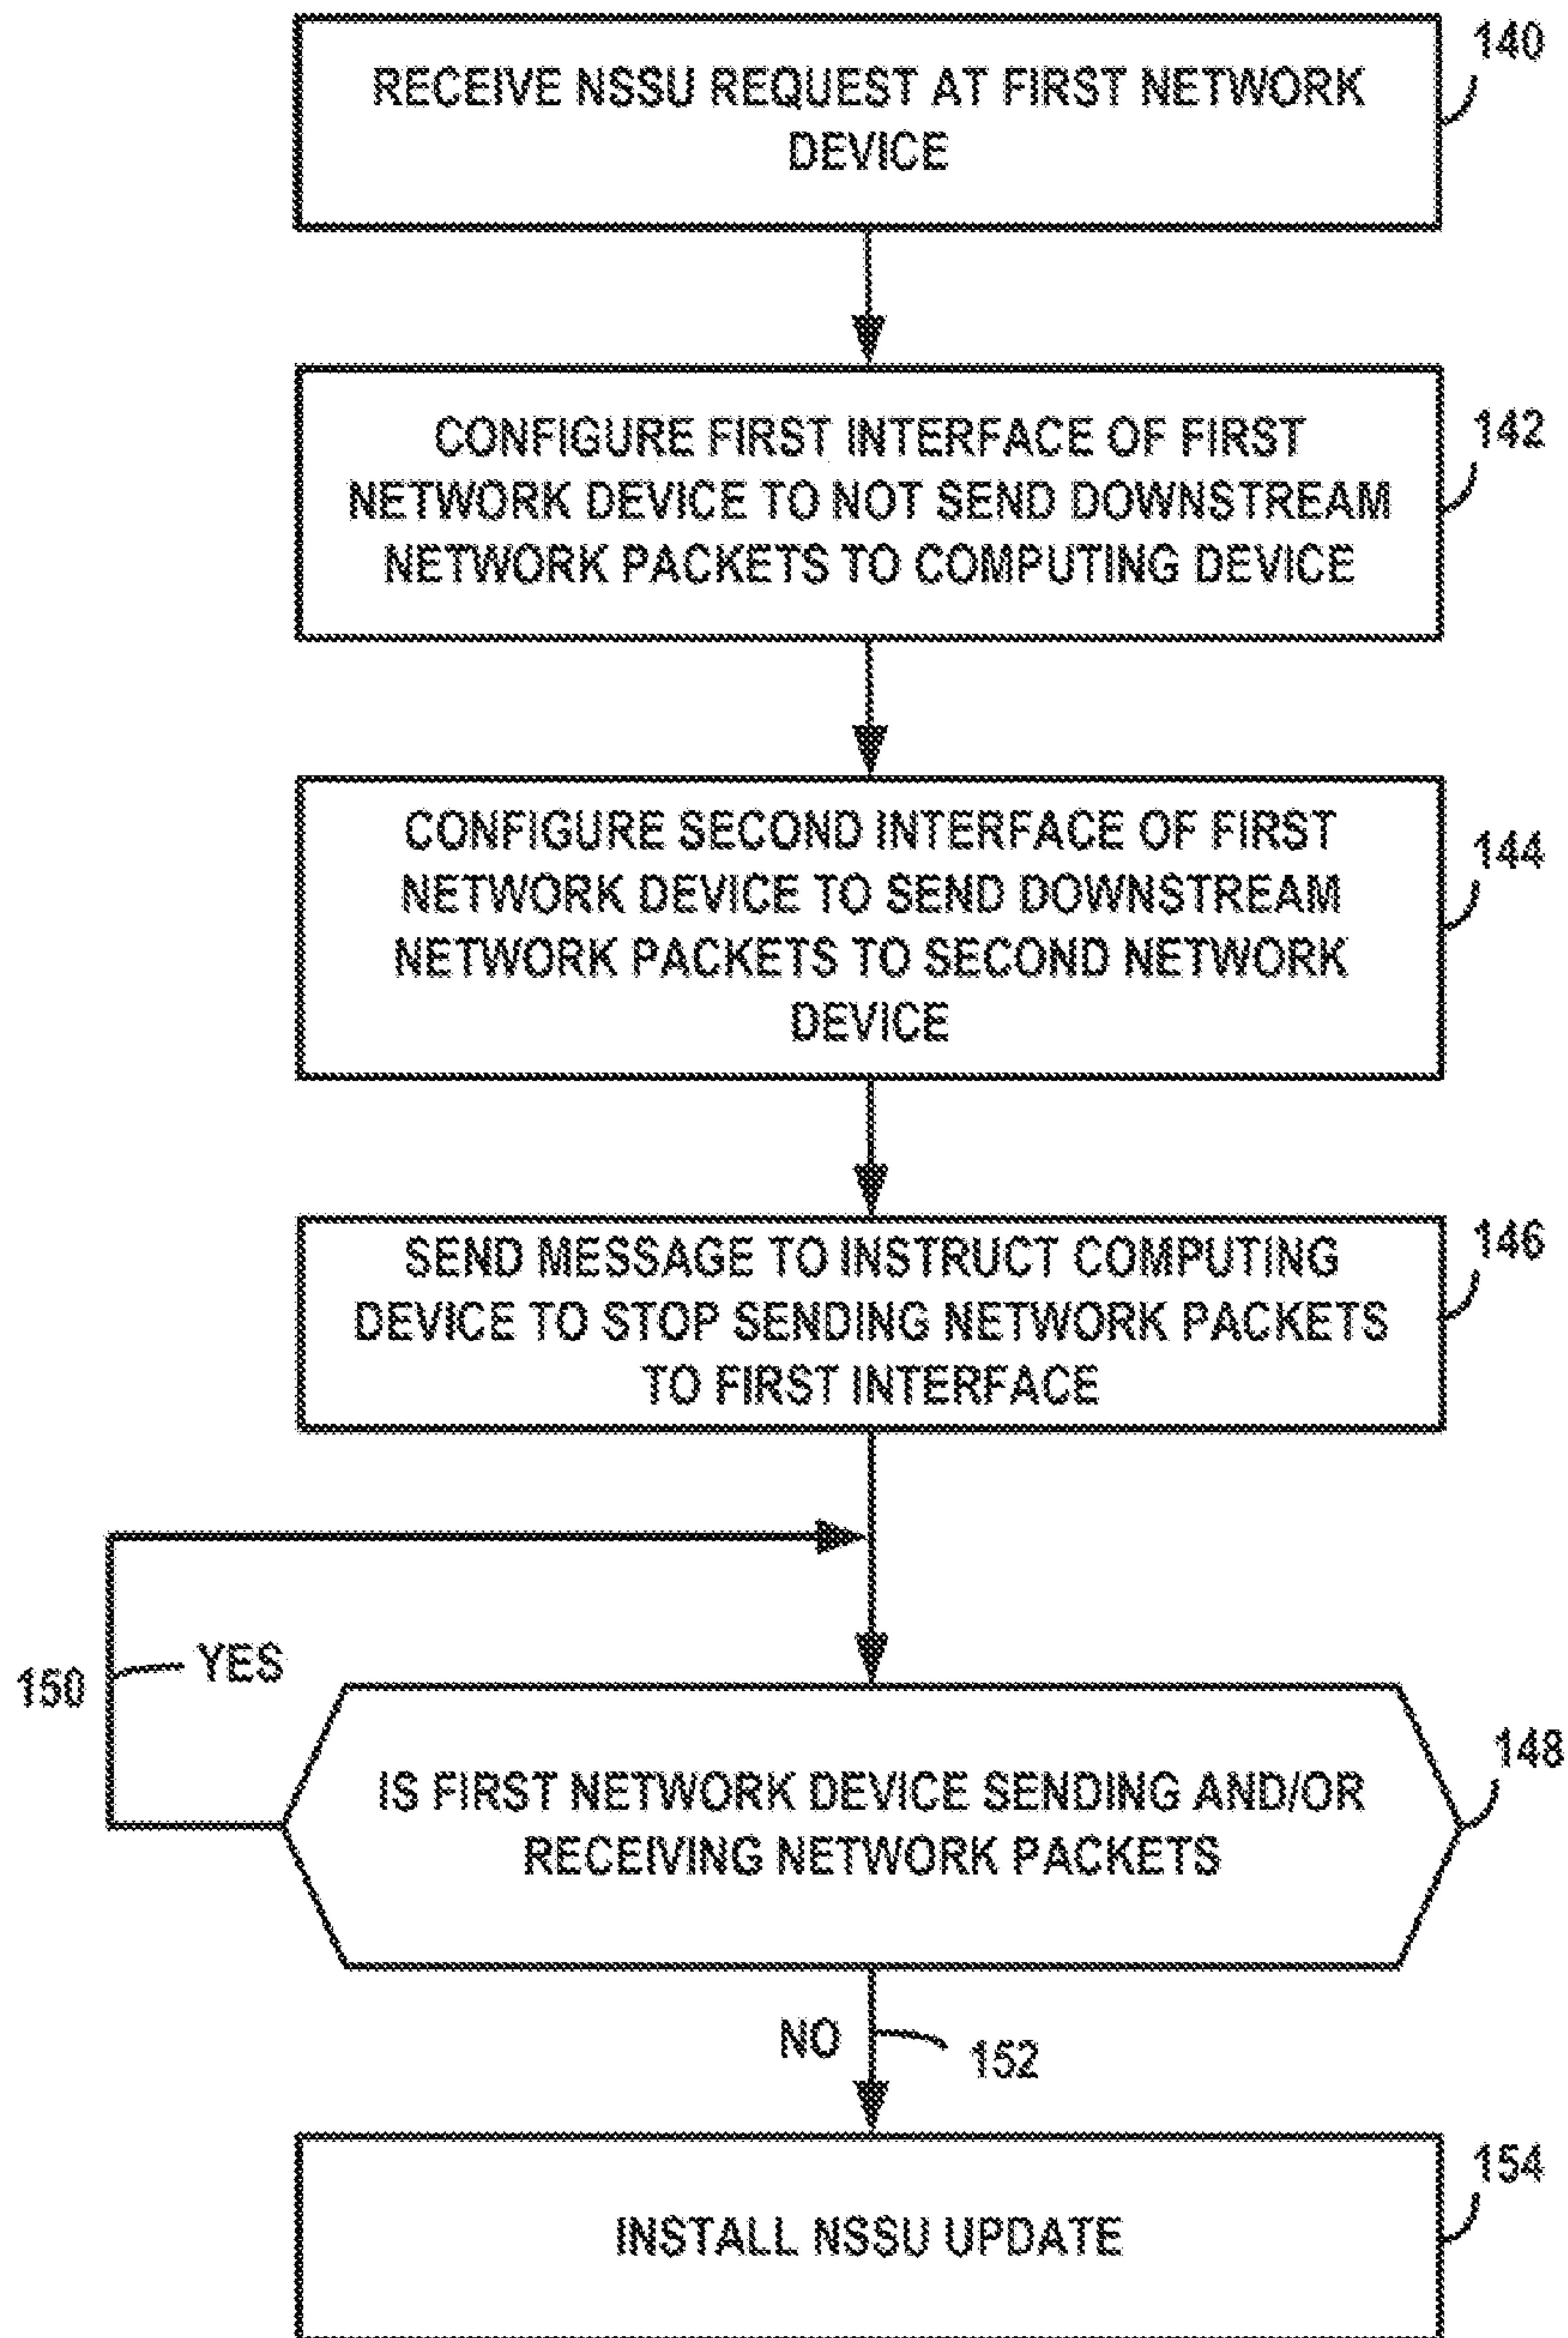 RECEIVE NSSU REQUEST AT FIRST NETWORK
DEVICE
140
CONFIGURE FIRST INTERFACE OF FIRST
NETWORK DEVICE TO NOT SEND DOWNSTREAM
NETWORK PACKETS TO COMPUTING DEVICE
142
CONFIGURE SECOND INTERFACE OF FIRST
NETWORK DEVICE TO SEND DOWNSTREAM
NETWORK PACKETS TO SECOND NETWORK
DEVICE
144
SEND MESSAGE TO INSTRUCT COMPUTING
DEVICE TO STOP SENDING NETWORK PACKETS
TO FIRST INTERFACE
146
150
YES
IS FIRST NETWORK DEVICE SENDING AND/OR
RECEIVING NETWORK PACKETS
148
NO
152
INSTALL NSSU UPDATE
154